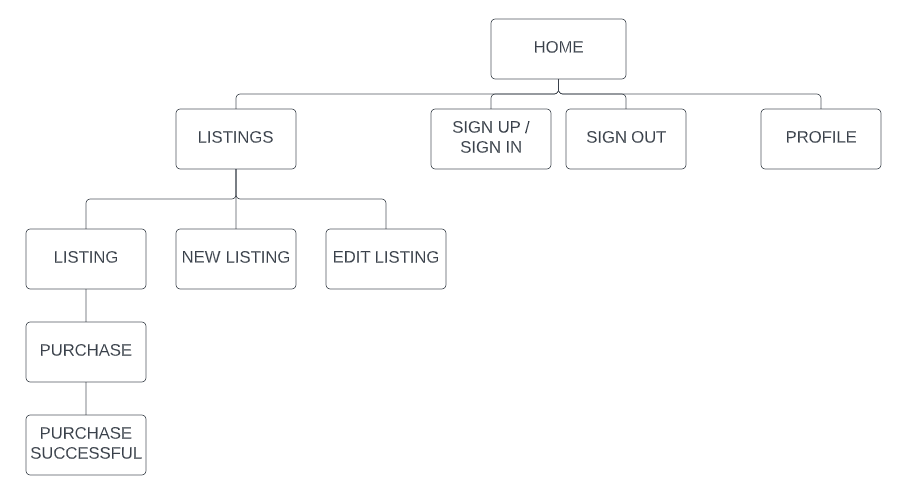 HOME
LISTINGS
SIGN UP /
SIGN IN
SIGN OUT
PROFILE
LISTING
NEW LISTING
EDIT LISTING
PURCHASE
PURCHASE
SUCCESSFUL